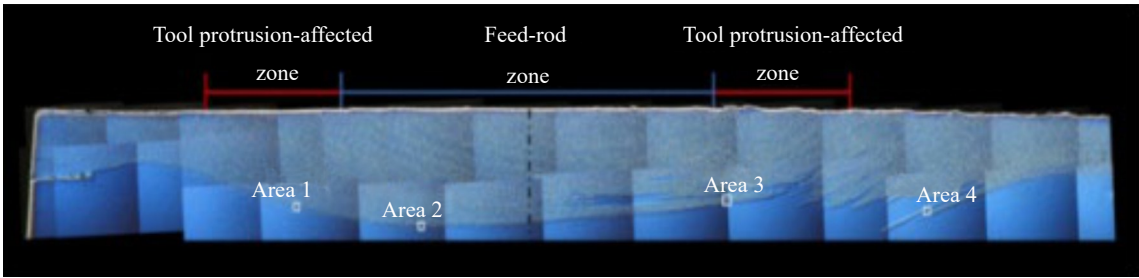 Tool protrusion-affected
zone
Feed-rod
zone
Tool protrusion-affected
zone
Area 1
Area 2
Area 3
Area 4